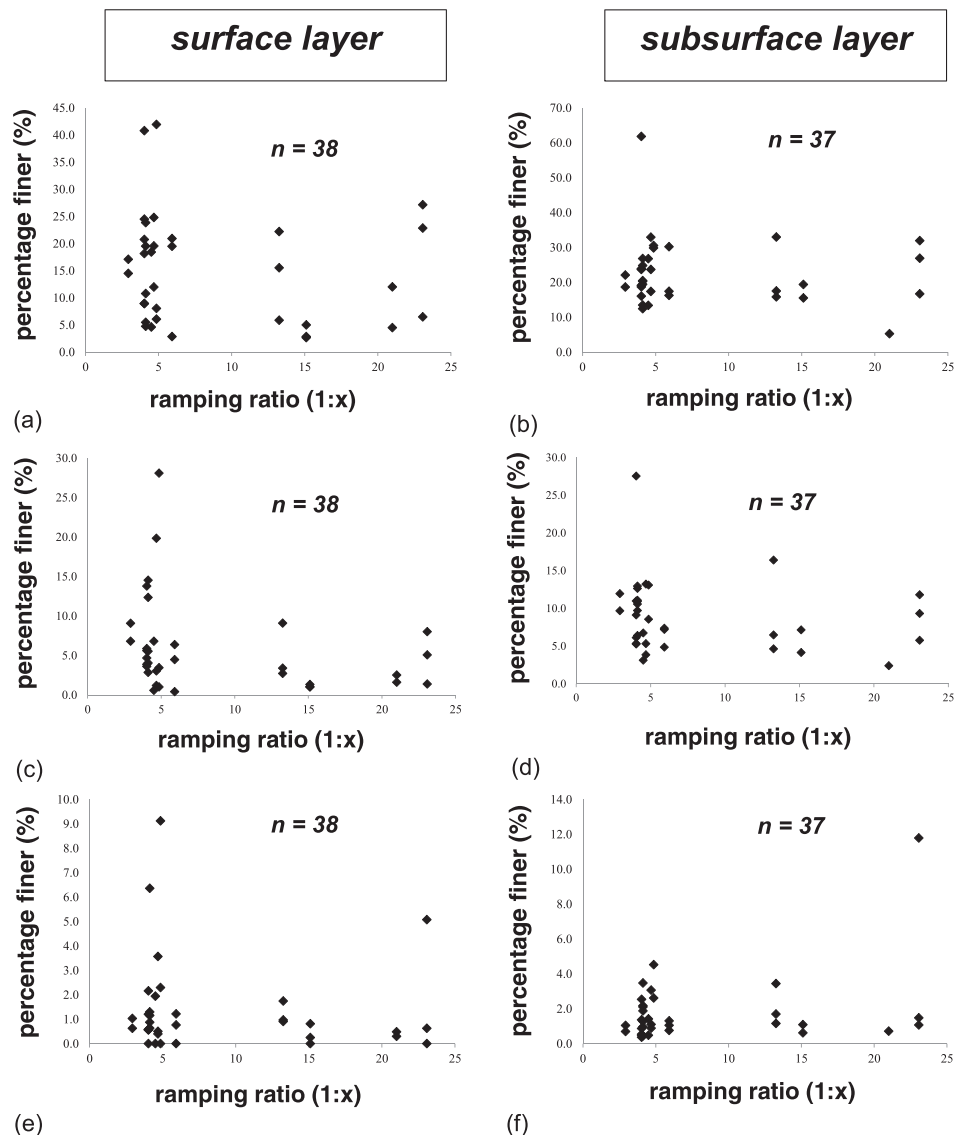 surface layer
subsurface layer
percentage finer (%)
45.0
40.0
35.0
30.0
25.0
20.0
15.0
10.0
5.0
0.0
n = 38
0 5 10 15 20 25
ramping ratio (1:x)
(a)
percentage finer (%)
70.0
60.0
50.0
40.0
30.0
20.0
10.0
0.0
n = 37
0 5 10 15 20 25
ramping ratio (1:x)
(b)
percentage finer (%)
30.0
25.0
20.0
15.0
10.0
5.0
0.0
n = 38
0 5 10 15 20 25
ramping ratio (1:x)
(c)
percentage finer (%)
30.0
25.0
20.0
15.0
10.0
5.0
0.0
n = 37
0 5 10 15 20 25
ramping ratio (1:x)
(d)
percentage finer (%)
10.0
9.0
8.0
7.0
6.0
5.0
4.0
3.0
2.0
1.0
0.0
n = 38
0 5 10 15 20 25
ramping ratio (1:x)
(e)
percentage finer (%)
14.0
12.0
10.0
8.0
6.0
4.0
2.0
0.0
n = 37
0 5 10 15 20 25
ramping ratio (1:x)
(f)